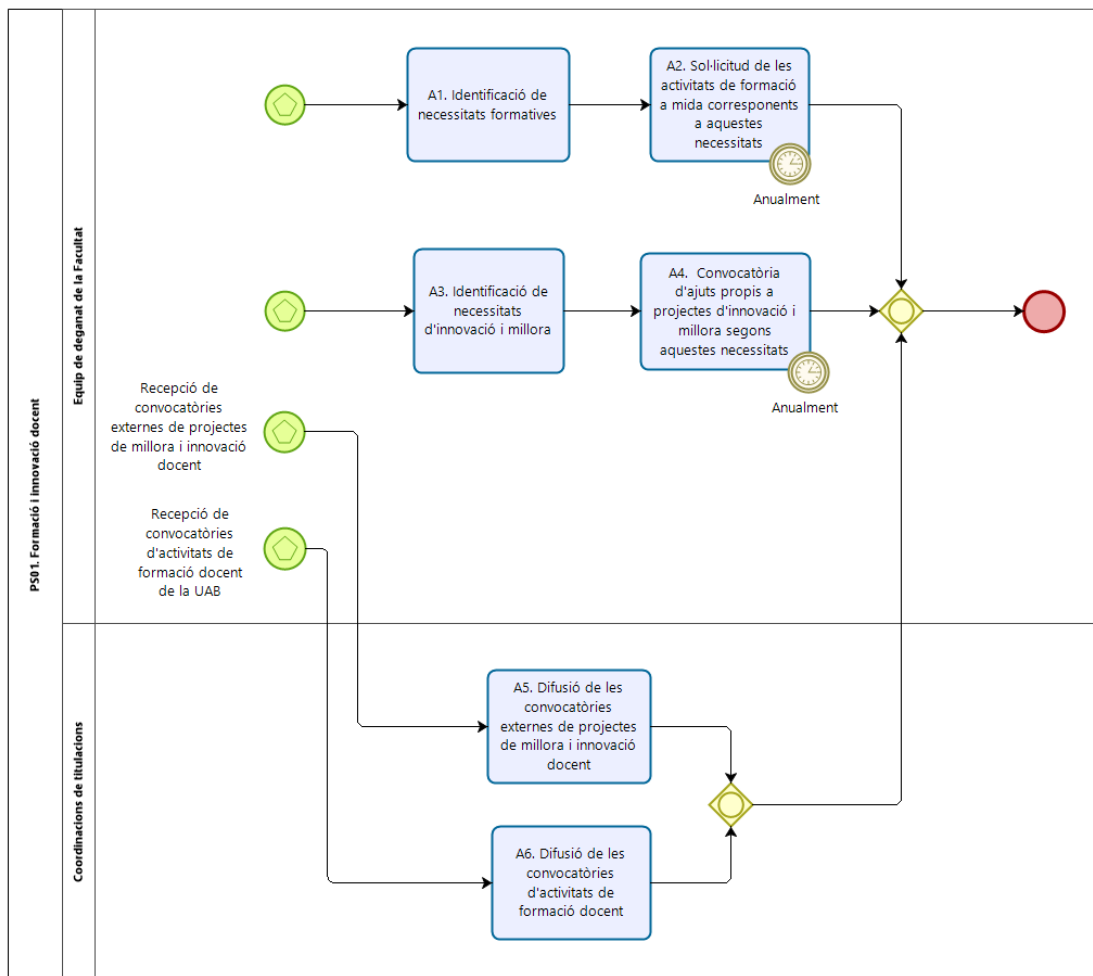 PS01. Formació i innovació docent
Equip de deganat de la Facultat
A1. Identificació de
necessitats formatives
A2. Sol·licitud de les
activitats de formació
a mida corresponents
a aquestes
necessitats
Anualment
A3. Identificació de
necessitats
d'innovació i millora
A4.  Convocatòria
d'ajuts propis a
projectes d'innovació i
millora segons
aquestes necessitats
Anualment
Recepció de
convocatòries
externes de projectes
de millora i innovació
docent
Recepció de
convocatòries
d'activitats de
formació docent
de la UAB
Coordinacions de titulacions
A5. Difusió de les
convocatòries
externes de projectes
de millora i innovació
docent
A6. Difusió de les
convocatòries
d'activitats de
formació docent